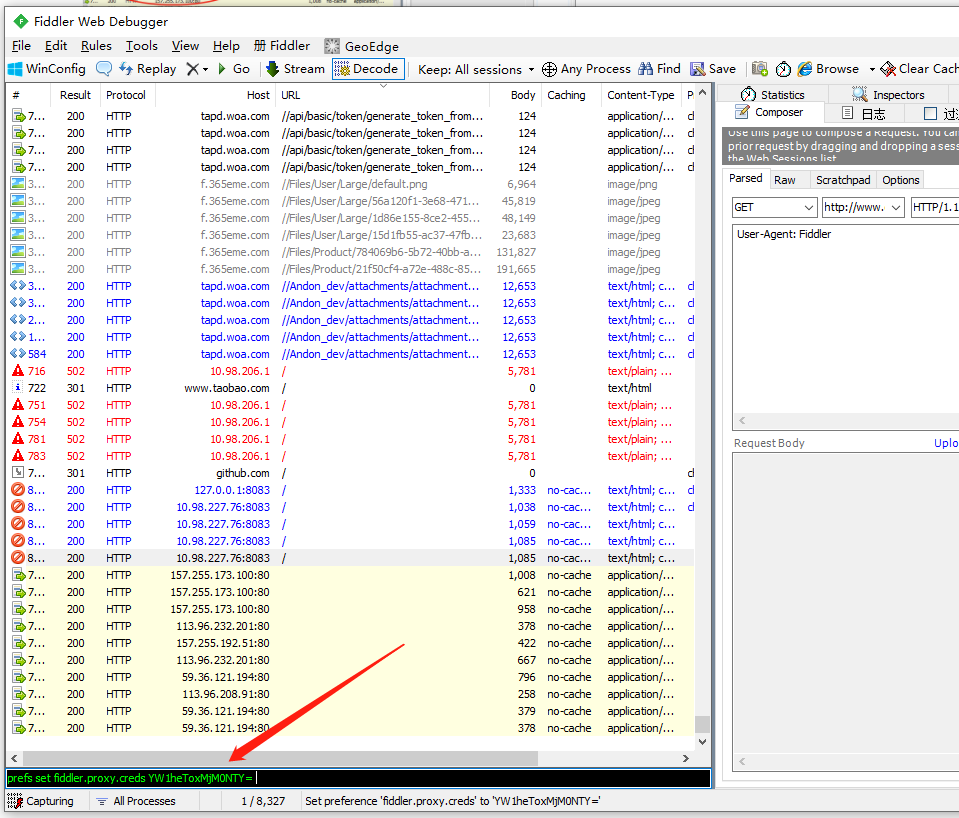 Fiddler Web Debugger
File Edit Rules Tools View Help Fiddler GeoEdge
WinConfig Replay Go Stream Decode Keep: All sessions Any Process Find Save Browse Clear Cach
# Result Protocol Host URL Body Caching Content-Type P
7... 200 HTTP tapd.woa.com //api/basic/token/generate_token_from... 124 application/... cl
7... 200 HTTP tapd.woa.com //api/basic/token/generate_token_from... 124 application/... cl
7... 200 HTTP tapd.woa.com //api/basic/token/generate_token_from... 124 application/... cl
7... 200 HTTP tapd.woa.com //api/basic/token/generate_token_from... 124 application/... cl
3... 200 HTTP f.365eme.com //Files/User/Large/default.png 6,964 image/png
3... 200 HTTP f.365eme.com //Files/User/Large/56a120f1-3e68-471... 45,819 image/jpeg
3... 200 HTTP f.365eme.com //Files/User/Large/1d86e155-8ce2-455... 48,149 image/jpeg
3... 200 HTTP f.365eme.com //Files/User/Large/15d1fb55-ac37-47fb... 23,683 image/jpeg
3... 200 HTTP f.365eme.com //Files/Product/784069b6-5b72-40bb-a... 131,827 image/jpeg
3... 200 HTTP f.365eme.com //Files/Product/21f50cf4-a72e-488c-85... 191,665 image/jpeg
3... 200 HTTP tapd.woa.com //Andon_dev/attachments/attachment... 12,653 text/html; c... cl
3... 200 HTTP tapd.woa.com //Andon_dev/attachments/attachment... 12,653 text/html; c... cl
2... 200 HTTP tapd.woa.com //Andon_dev/attachments/attachment... 12,653 text/html; c... cl
1... 200 HTTP tapd.woa.com //Andon_dev/attachments/attachment... 12,653 text/html; c... cl
584 200 HTTP tapd.woa.com //Andon_dev/attachments/attachment... 12,653 text/html; c... cl
716 502 HTTP 10.98.206.1 / 5,781 text/plain; ...
722 301 HTTP www.taobao.com / 0 text/html
751 502 HTTP 10.98.206.1 / 5,781 text/plain; ...
754 502 HTTP 10.98.206.1 / 5,781 text/plain; ...
781 502 HTTP 10.98.206.1 / 5,781 text/plain; ...
783 502 HTTP 10.98.206.1 / 5,781 text/plain; ...
7... 301 HTTP github.com / 0 cl
8... 200 HTTP 127.0.0.1:8083 / 1,333 no-cac... text/html; c... cl
8... 200 HTTP 10.98.227.76:8083 / 1,038 no-cac... text/html; c... cl
8... 200 HTTP 10.98.227.76:8083 / 1,059 no-cac... text/html; c...
8... 200 HTTP 10.98.227.76:8083 / 1,085 no-cac... text/html; c...
8... 200 HTTP 10.98.227.76:8083 / 1,085 no-cac... text/html; c...
7... 200 HTTP 157.255.173.100:80 1,008 no-cache application/...
7... 200 HTTP 157.255.173.100:80 621 no-cache application/...
7... 200 HTTP 157.255.173.100:80 958 no-cache application/...
7... 200 HTTP 113.96.232.201:80 378 no-cache application/...
7... 200 HTTP 157.255.192.51:80 422 no-cache application/...
7... 200 HTTP 113.96.232.201:80 667 no-cache application/...
7... 200 HTTP 59.36.121.194:80 796 no-cache application/...
7... 200 HTTP 113.96.208.91:80 258 no-cache application/...
7... 200 HTTP 59.36.121.194:80 379 no-cache application/...
7... 200 HTTP 59.36.121.194:80 378 no-cache application/...
prefs set fiddler.proxy.creds YW1heToxMjM0NTY=
Capturing All Processes 1 / 8,327 Set preference 'fiddler.proxy.creds' to 'YW1heToxMjM0NTY='
Statistics Inspectors
Composer 日志 过
Use this page to compose a Request. You can
prior request by dragging and dropping a sess
the Web Sessions list.
Parsed Raw Scratchpad Options
GET http://www. HTTP/1.1
User-Agent: Fiddler
Request Body Uplo